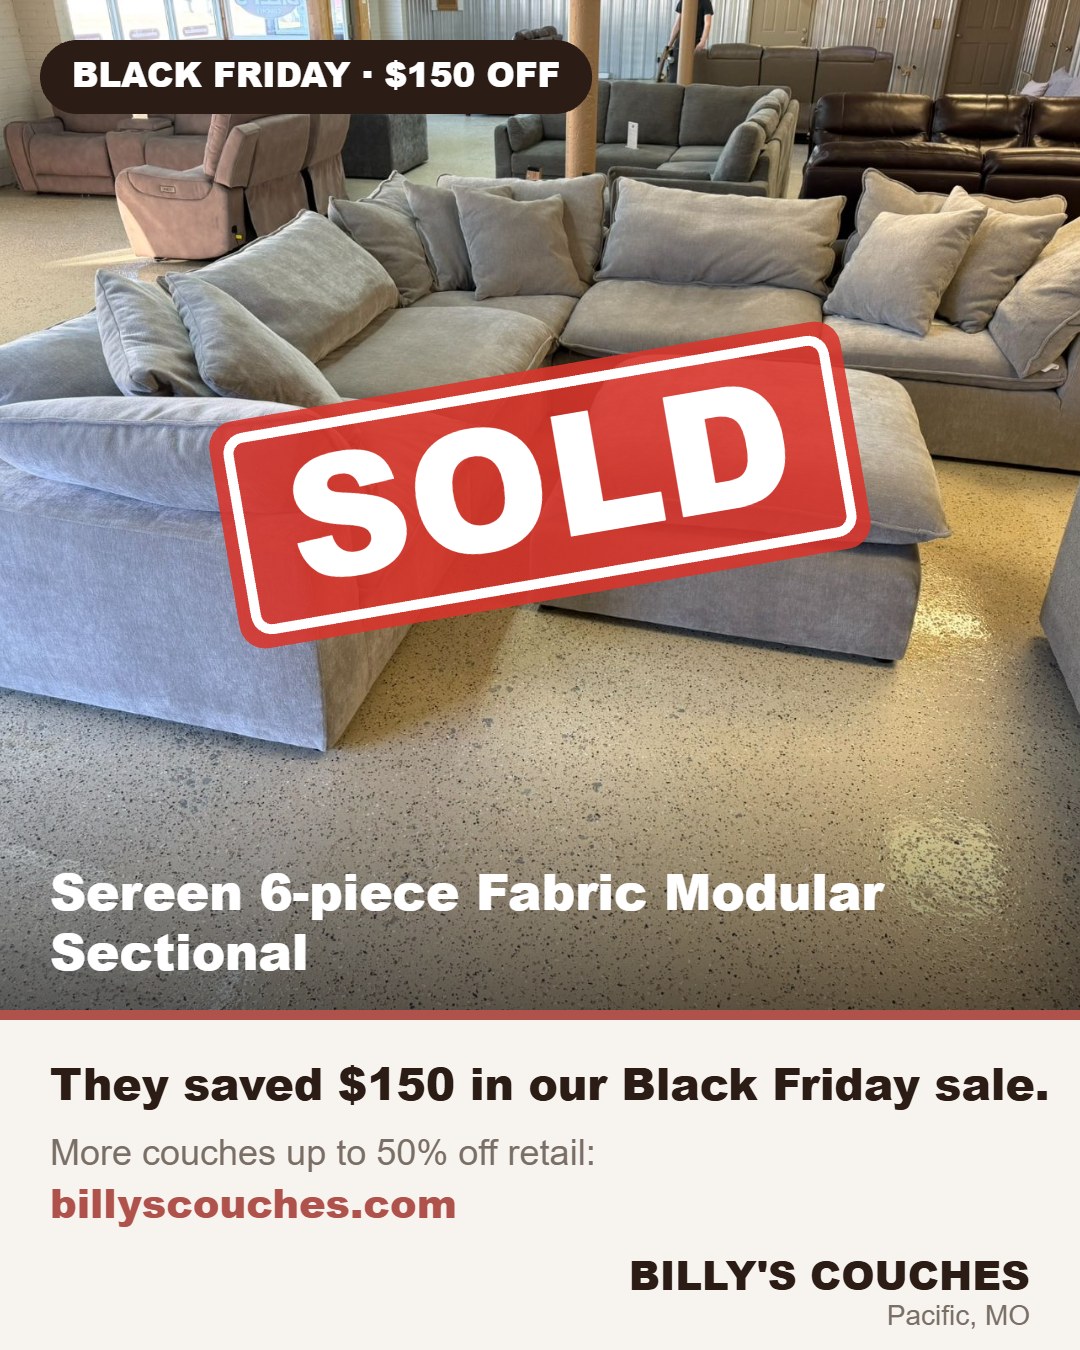 BLACK FRIDAY · $150 OFF
SOLD
Sereen 6-piece Fabric Modular
Sectional
They saved $150 in our Black Friday sale.
More couches up to 50% off retail:
billyscouches.com
BILLY'S COUCHES
Pacific, MO